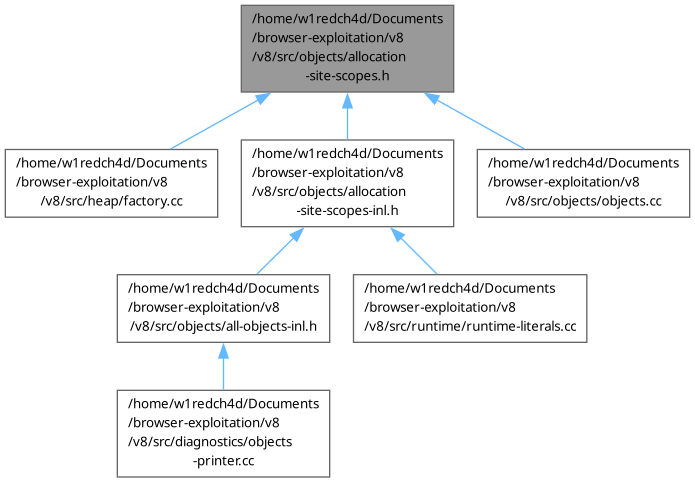 /home/w1redch4d/Documents
/browser-exploitation/v8
/v8/src/objects/allocation
-site-scopes.h
/home/w1redch4d/Documents
/browser-exploitation/v8
/v8/src/heap/factory.cc
/home/w1redch4d/Documents
/browser-exploitation/v8
/v8/src/objects/allocation
-site-scopes-inl.h
/home/w1redch4d/Documents
/browser-exploitation/v8
/v8/src/objects/objects.cc
/home/w1redch4d/Documents
/browser-exploitation/v8
/v8/src/objects/all-objects-inl.h
/home/w1redch4d/Documents
/browser-exploitation/v8
/v8/src/runtime/runtime-literals.cc
/home/w1redch4d/Documents
/browser-exploitation/v8
/v8/src/diagnostics/objects
-printer.cc